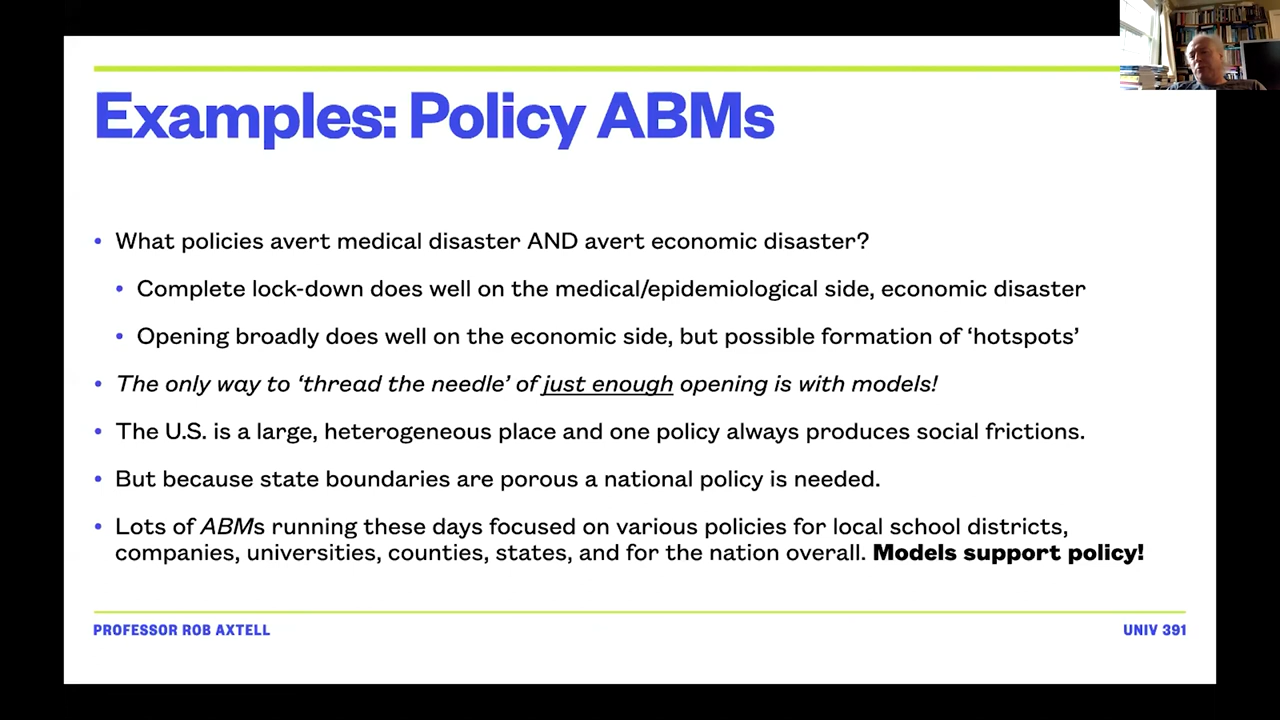 Examples: Policy ABMs
• What policies avert medical disaster AND avert economic disaster?
• Complete lock-down does well on the medical/epidemiological side, economic disaster
• Opening broadly does well on the economic side, but possible formation of ‘hotspots’
• The only way to ‘thread the needle’ of just enough opening is with models!
• The U.S. is a large, heterogeneous place and one policy always produces social frictions.
• But because state boundaries are porous a national policy is needed.
• Lots of ABMs running these days focused on various policies for local school districts,
companies, universities, counties, states, and for the nation overall. Models support policy!
PROFESSOR ROB AXTELL
UNIV 391